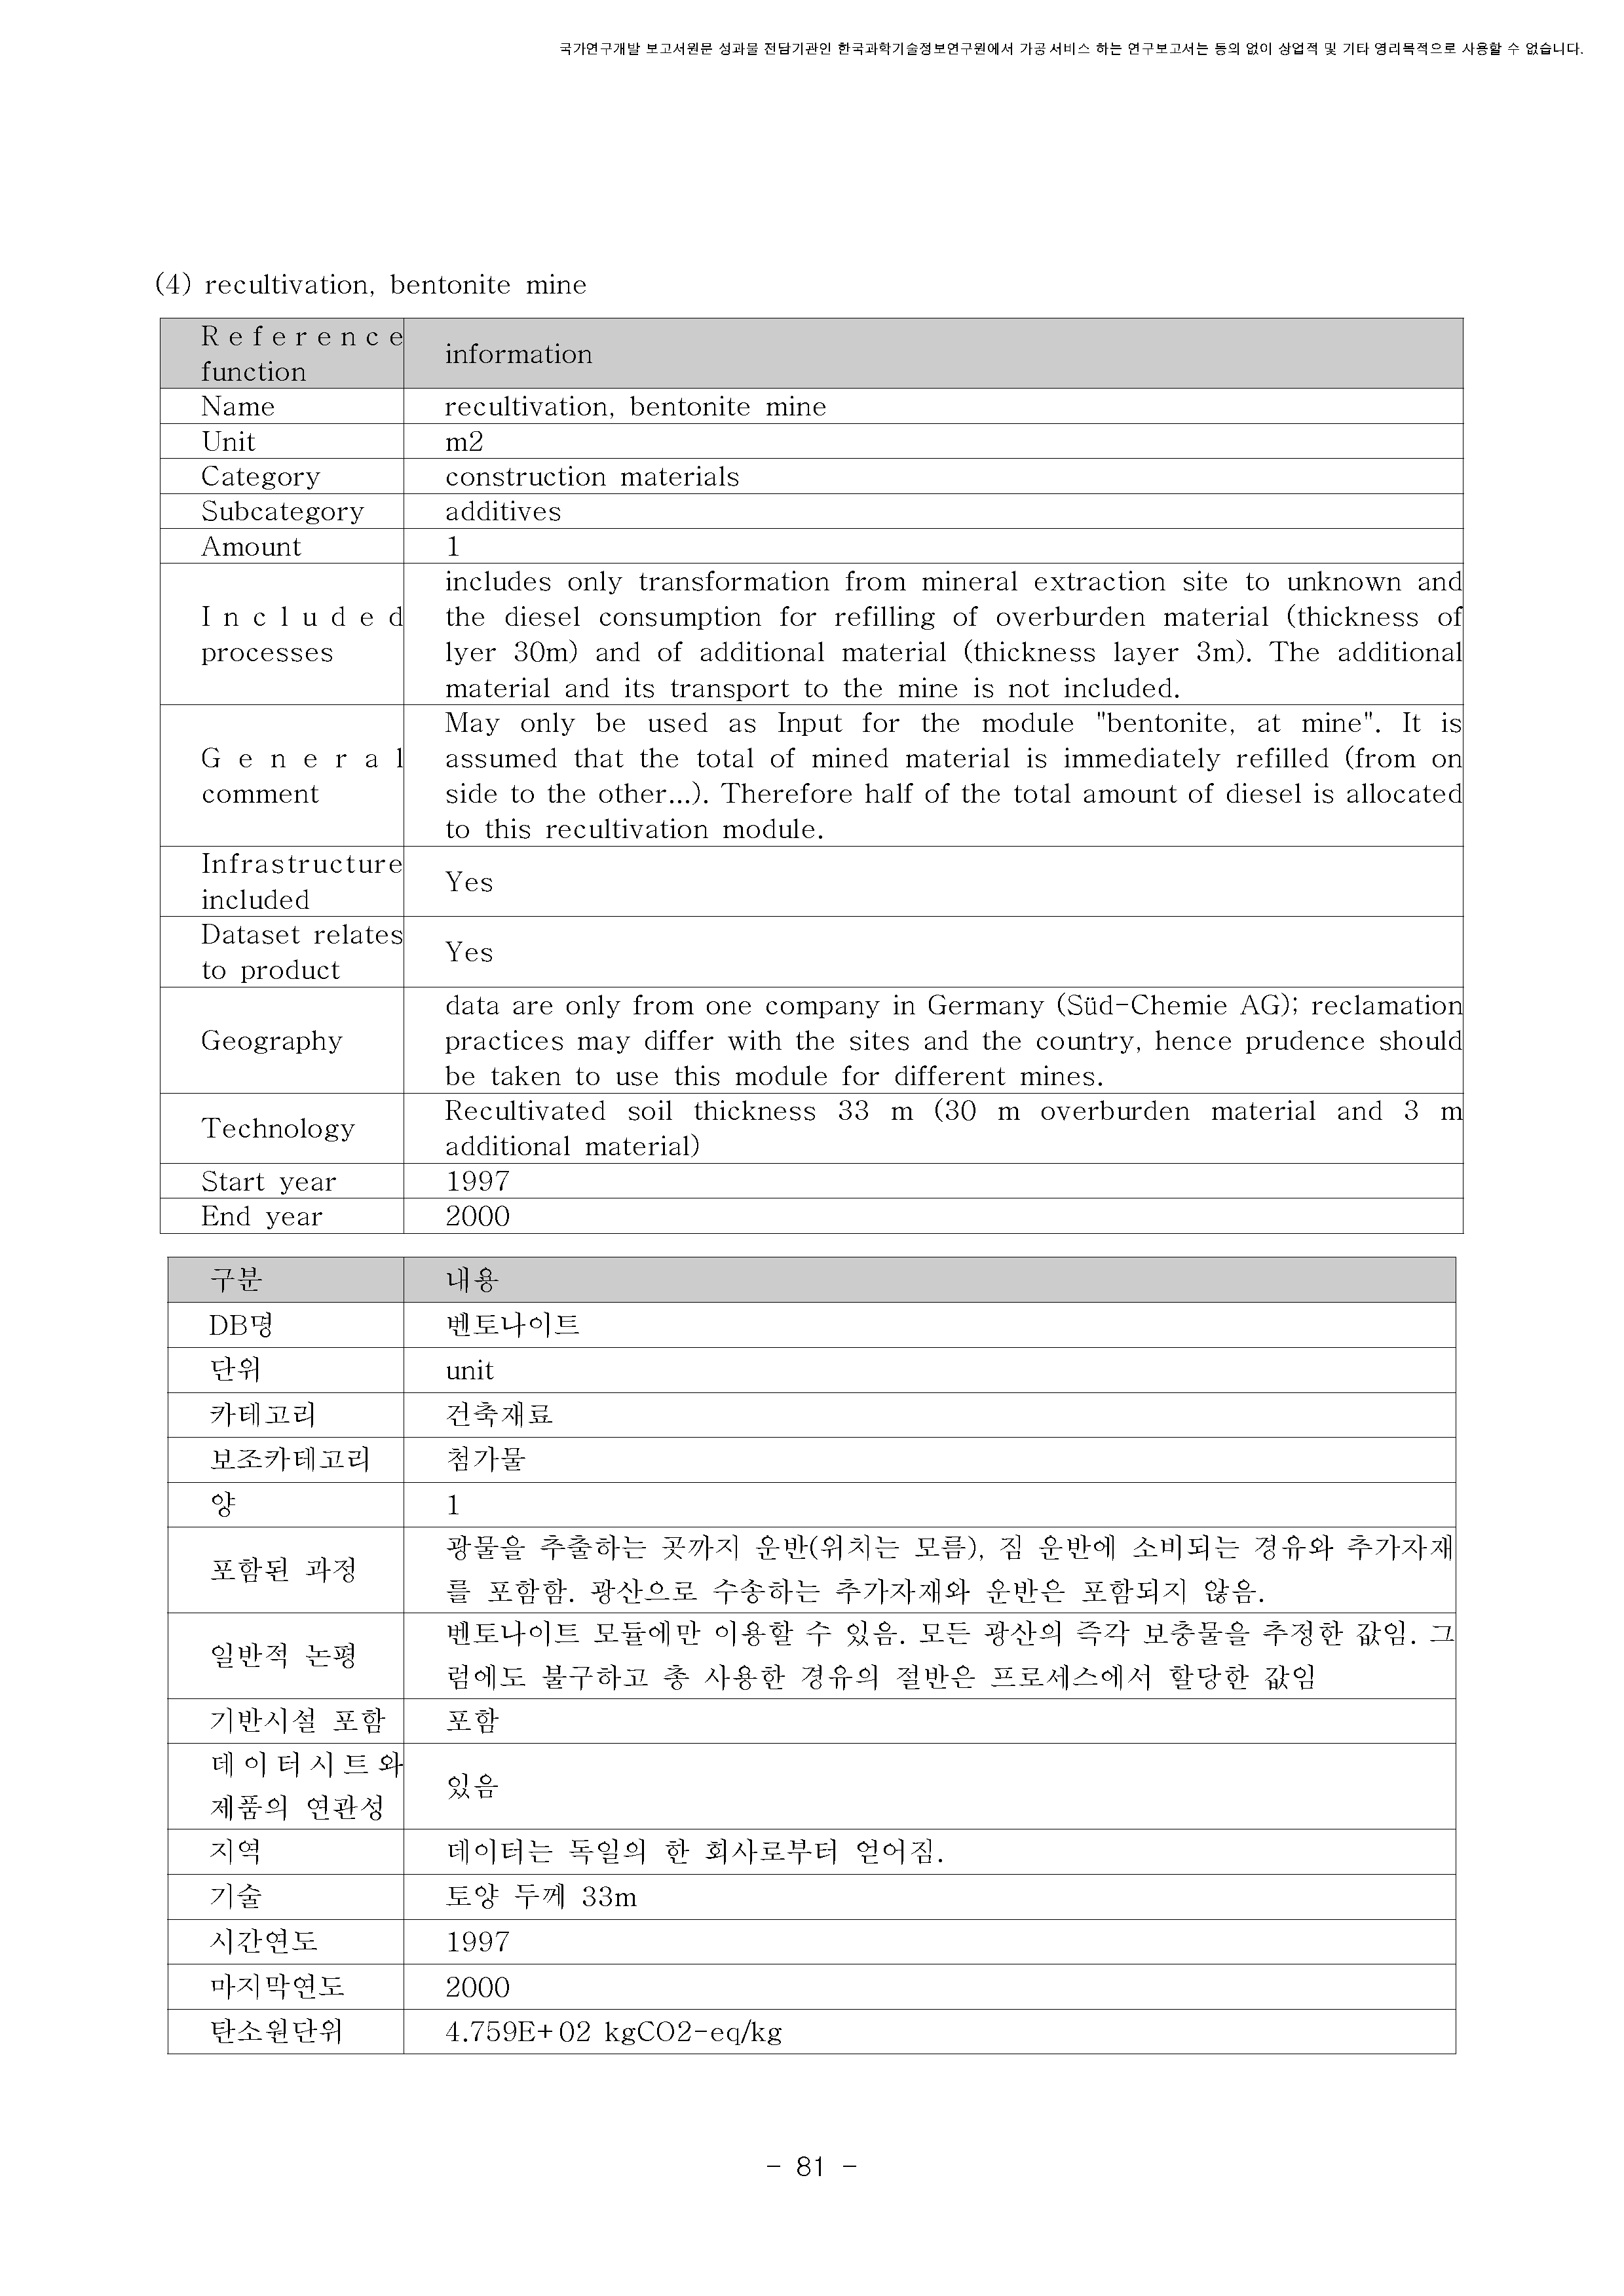 국가연구개발 보고서원문 성과물 전담기관인 한국과학기술정보연구원에서 가공·서비스 하는 연구보고서는 동의 없이 상업적 및 기타 영리목적으로 사용할 수 없습니다.
(4) recultivation, bentonite mine
Reference
function
information
Name
recultivation, bentonite mine
Unit
m2
Category
construction materials
Subcategory
additives
Amount
1
Included
processes
includes only transformation from mineral extraction site to unknown and
the diesel consumption for refilling of overburden material (thickness of
lyer 30m) and of additional material (thickness layer 3m). The additional
material and its transport to the mine is not included.
General
comment
May only be used as Input for the module "bentonite, at mine". It is
assumed that the total of mined material is immediately refilled (from on
side to the other...). Therefore half of the total amount of diesel is allocated
to this recultivation module.
Infrastructure
included
Yes
Dataset relates
to product
Yes
Geography
data are only from one company in Germany (Süd-Chemie AG); reclamation
practices may differ with the sites and the country, hence prudence should
be taken to use this module for different mines.
Technology
Recultivated soil thickness 33 m (30 m overburden material and 3 m
additional material)
Start year
1997
End year
2000
구분
내용
DB명
벤토나이트
단위
unit
카테고리
건축재료
보조카테고리
첨가물
양
1
포함된 과정
광물을 추출하는 곳까지 운반(위치는 모름), 짐 운반에 소비되는 경유와 추가자재
를 포함함. 광산으로 수송하는 추가자재와 운반은 포함되지 않음.
일반적 논평
벤토나이트 모듈에만 이용할 수 있음. 모든 광산의 즉각 보충물을 추정한 값임. 그
럼에도 불구하고 총 사용한 경유의 절반은 프로세스에서 할당한 값임
기반시설 포함
포함
데이터시트와
제품의 연관성
있음
지역
데이터는 독일의 한 회사로부터 얻어짐.
기술
토양 두께 33m
시간연도
1997
마지막연도
2000
탄소원단위
4.759E+02 kgCO2-eq/kg
- 81 -